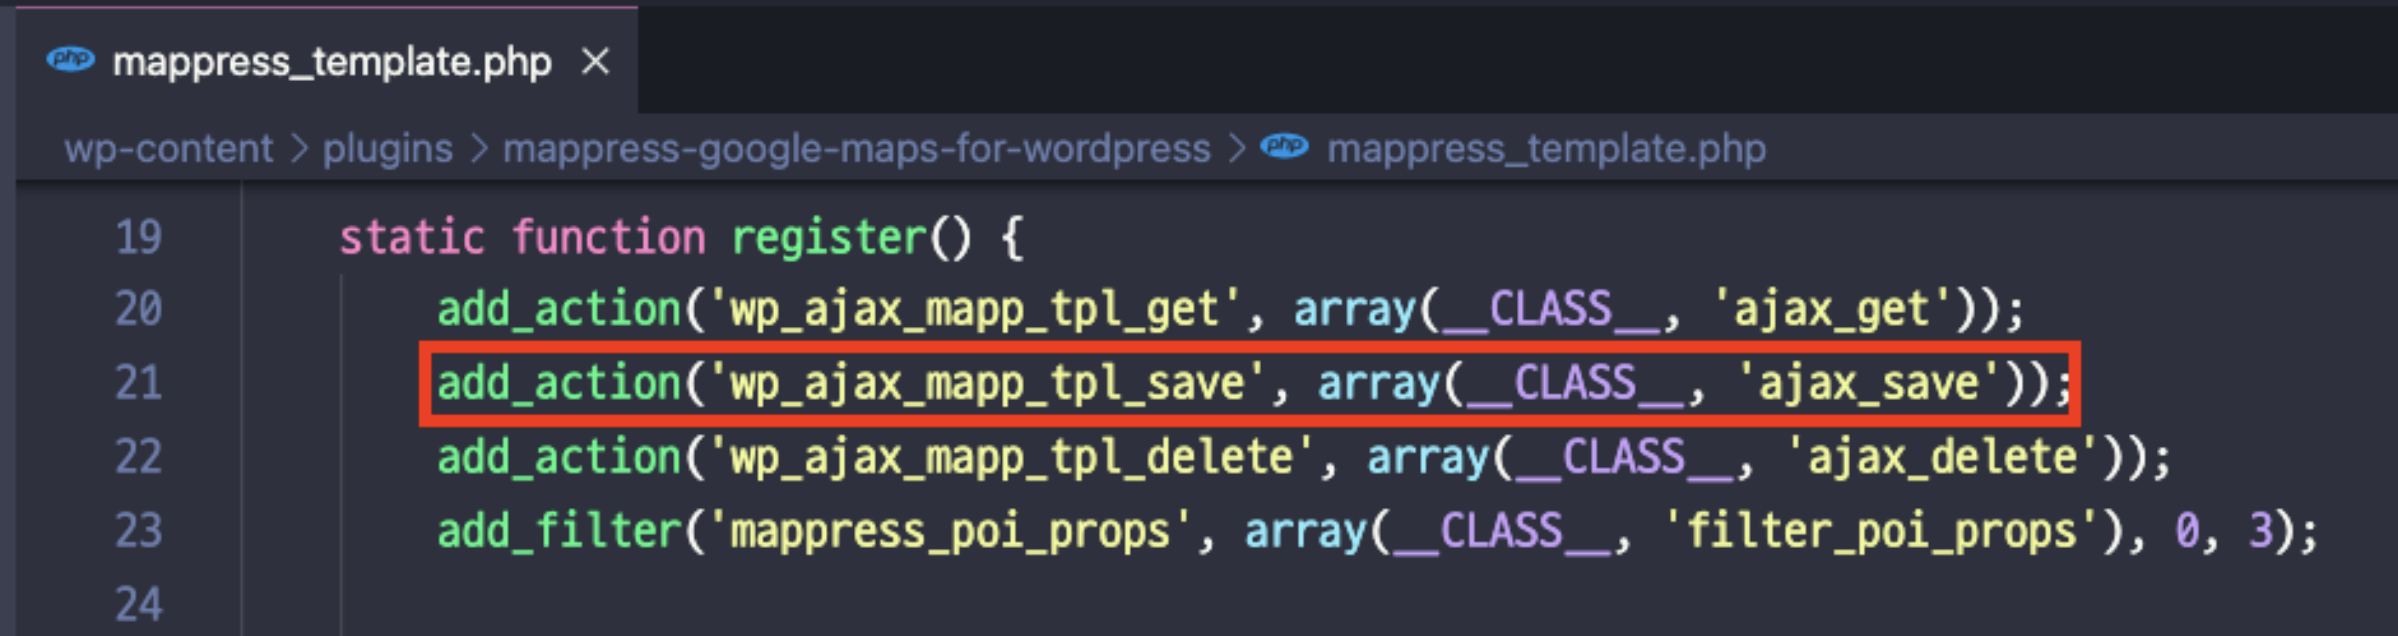 php mappress_template.php ×
wp-content > plugins > mappress-google-maps-for-wordpress > php mappress_template.php
19 static function register() {
20 add_action('wp_ajax_mapp_tpl_get', array(__CLASS__, 'ajax_get'));
21 add_action('wp_ajax_mapp_tpl_save', array(__CLASS__, 'ajax_save'));
22 add_action('wp_ajax_mapp_tpl_delete', array(__CLASS__, 'ajax_delete'));
23 add_filter('mappress_poi_props', array(__CLASS__, 'filter_poi_props'), 0, 3);
24